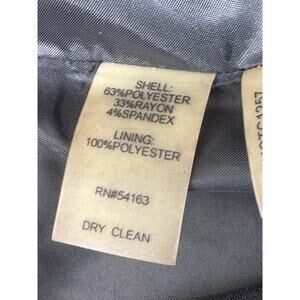 SHELL:
63%POLYESTER
33%RAYON
4%SPANDEX
LINING:
100%POLYESTER
RN#54163
DRY CLEAN